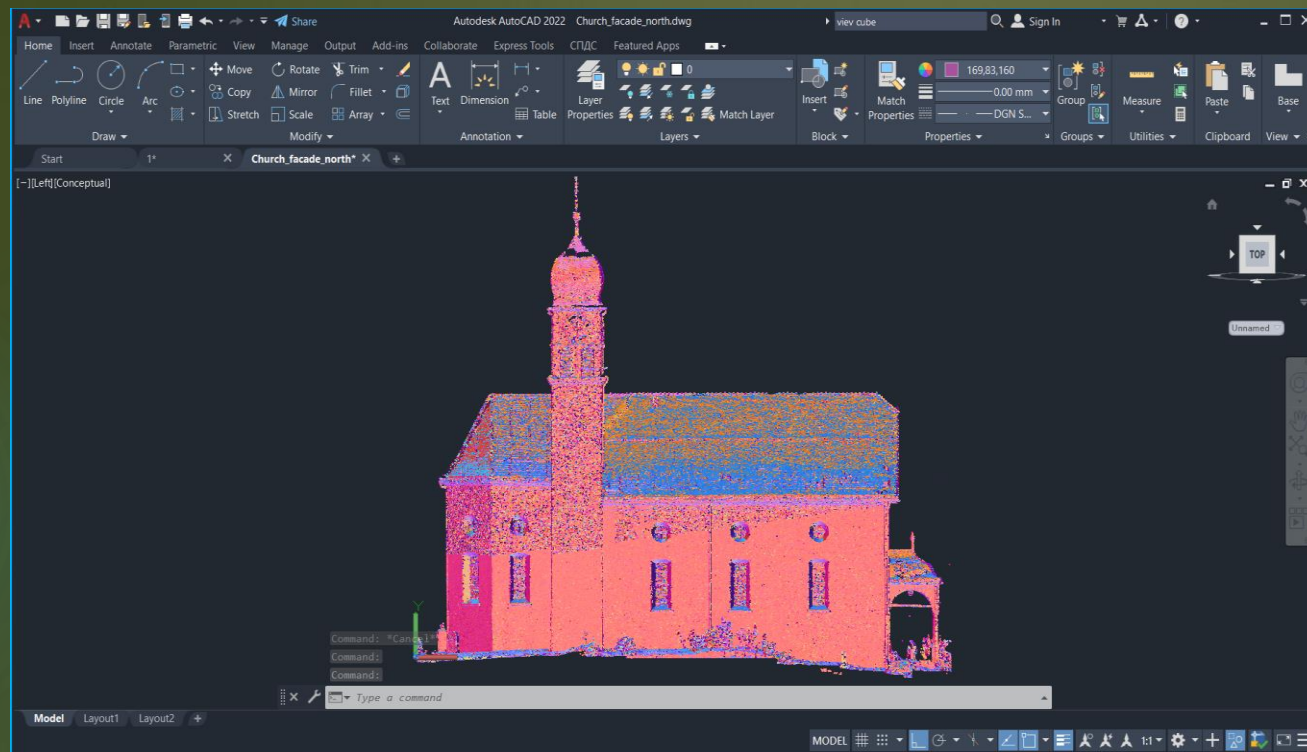 Share Autodesk AutoCAD 2022 Church_facade_north.dwg viev cube Sign In
Home Insert Annotate Parametric View Manage Output Add-ins Collaborate Express Tools СПДС Featured Apps
Line Polyline Circle Arc
Move Rotate Trim
Copy Mirror Fillet
Stretch Scale Array
Text Dimension
Table
Layer Properties
0
Match Layer
Insert
Match Properties
169,83,160
0.00 mm
DGN S...
Group
Measure
Paste
Base
Draw Modify Annotation Layers Block Properties Groups Utilities Clipboard View
Start 1* Church_facade_north*
[−][Left][Conceptual]
TOP
Unnamed
Y
Command: *Cancel*
Command:
Command:
Type a command
Model Layout1 Layout2
MODEL 1:1